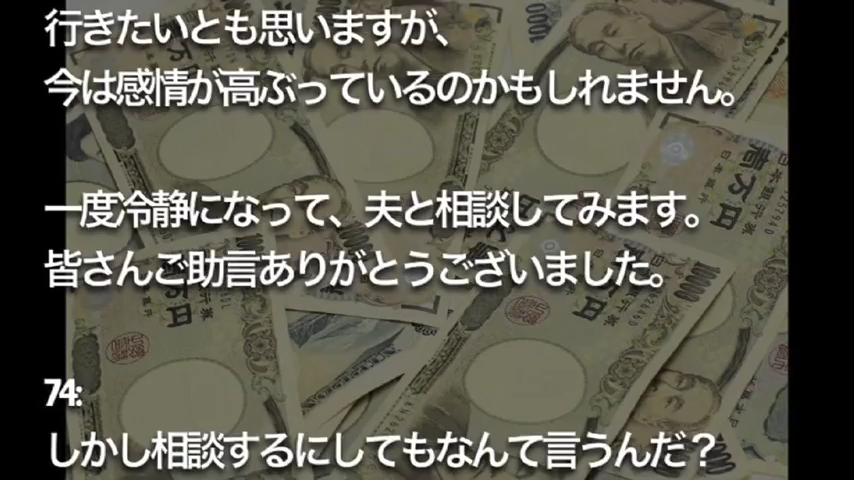 行きたいとも思いますが、
今は感情が高ぶっているのかもしれません。
一度冷静になって、夫と相談してみます。
皆さんご助言ありがとうございました。
74:
しかし相談するにしてもなんて言うんだ？